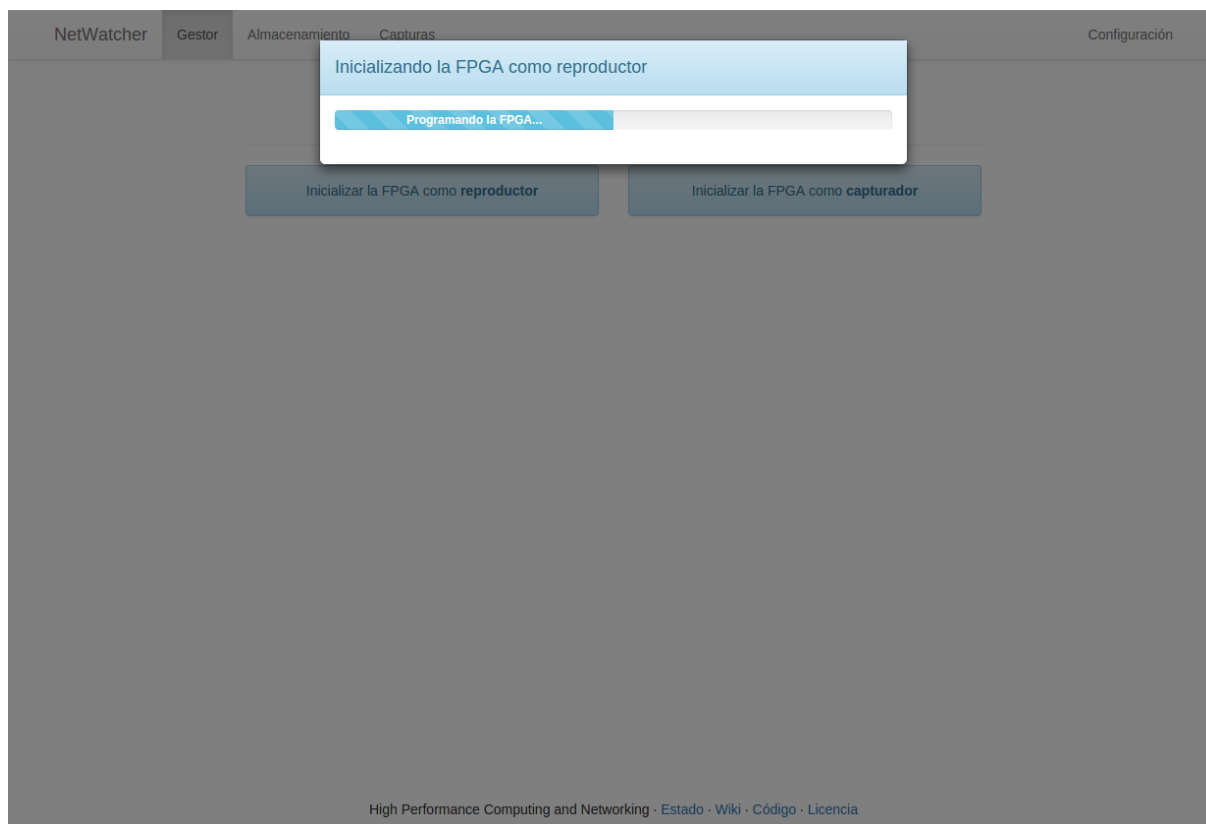 NetWatcher Gestor Almacenamiento Capturas Configuración
Inicializando la FPGA como reproductor
Programando la FPGA...
Inicializar la FPGA como reproductor
Inicializar la FPGA como capturador
High Performance Computing and Networking · Estado · Wiki · Código · Licencia